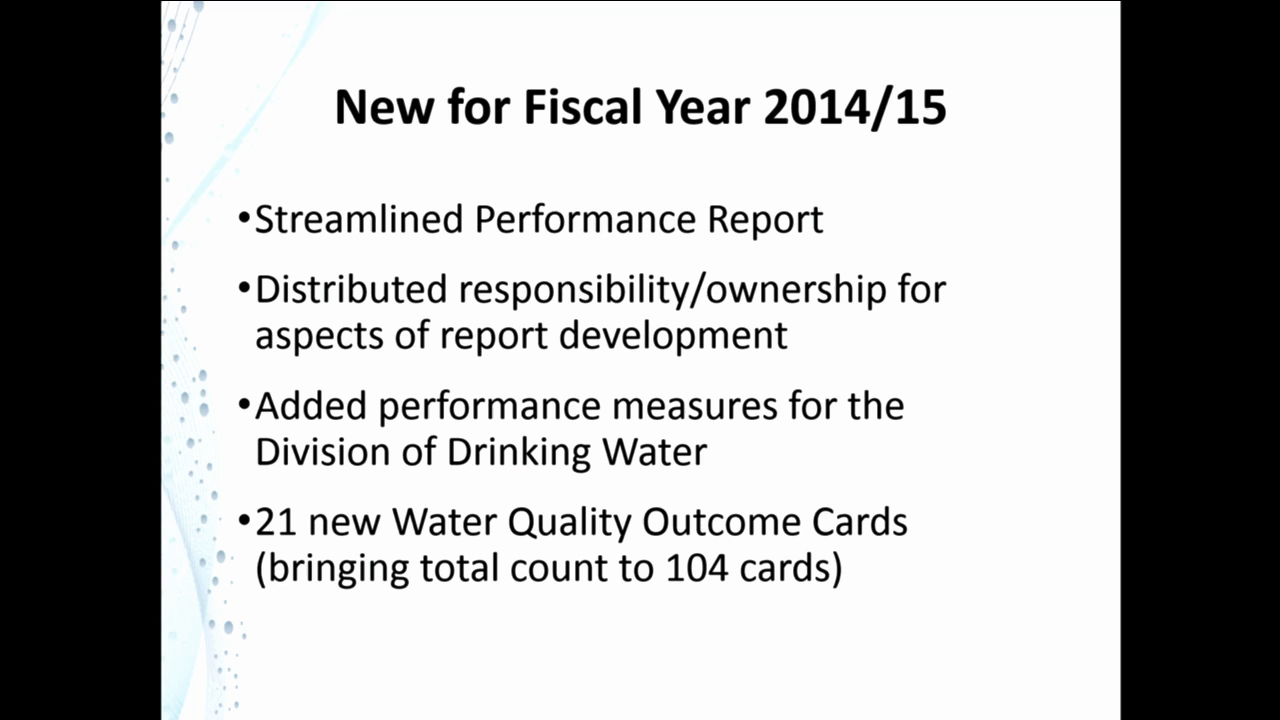 New for Fiscal Year 2014/15
•Streamlined Performance Report
•Distributed responsibility/ownership for
aspects of report development
•Added performance measures for the
Division of Drinking Water
•21 new Water Quality Outcome Cards
(bringing total count to 104 cards)